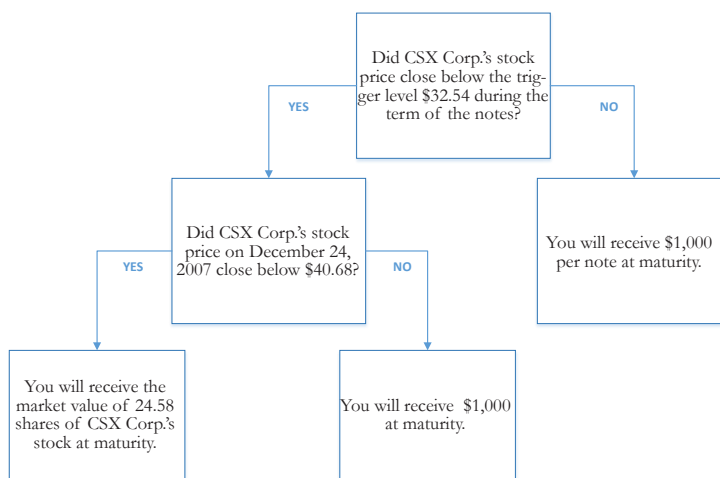 Did CSX Corp.'s stock
price close below the trig-
ger level $32.54 during the
term of the notes?
YES
NO
Did CSX Corp.'s stock
price on December 24,
2007 close below $40.68?
You will receive $1,000
per note at maturity.
YES
NO
You will receive the
market value of 24.58
shares of CSX Corp.'s
stock at maturity.
You will receive $1,000
at maturity.